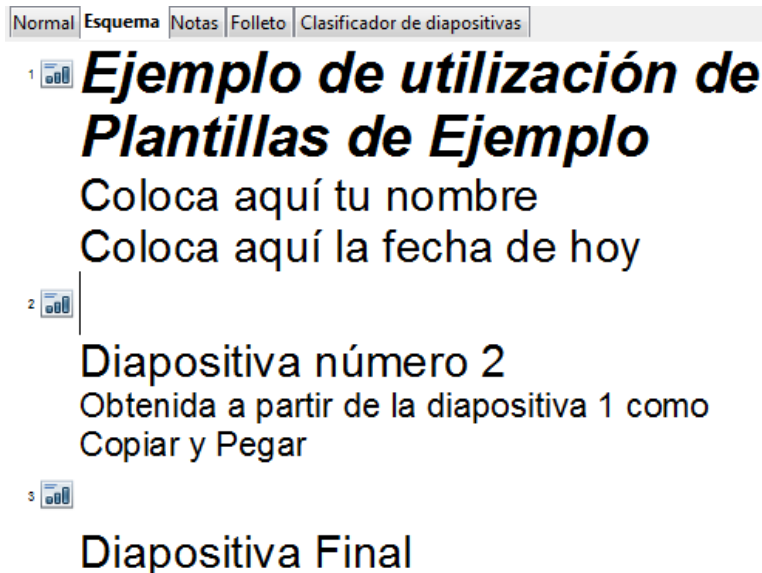 Normal Esquema Notas Folleto Clasificador de diapositivas
1 Ejemplo de utilización de
Plantillas de Ejemplo
Coloca aquí tu nombre
Coloca aquí la fecha de hoy
2
Diapositiva número 2
Obtenida a partir de la diapositiva 1 como
Copiar y Pegar
3
Diapositiva Final